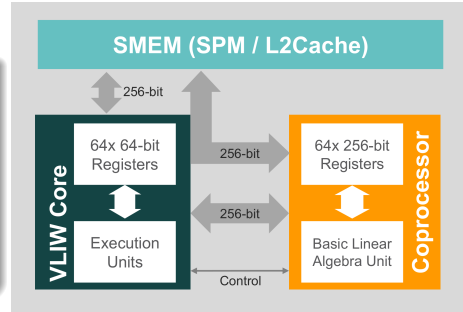 SMEM (SPM / L2Cache)
256-bit
VLIW Core
64x 64-bit
Registers
Execution
Units
256-bit
256-bit
Control
64x 256-bit
Registers
Basic Linear
Algebra Unit
Coprocessor